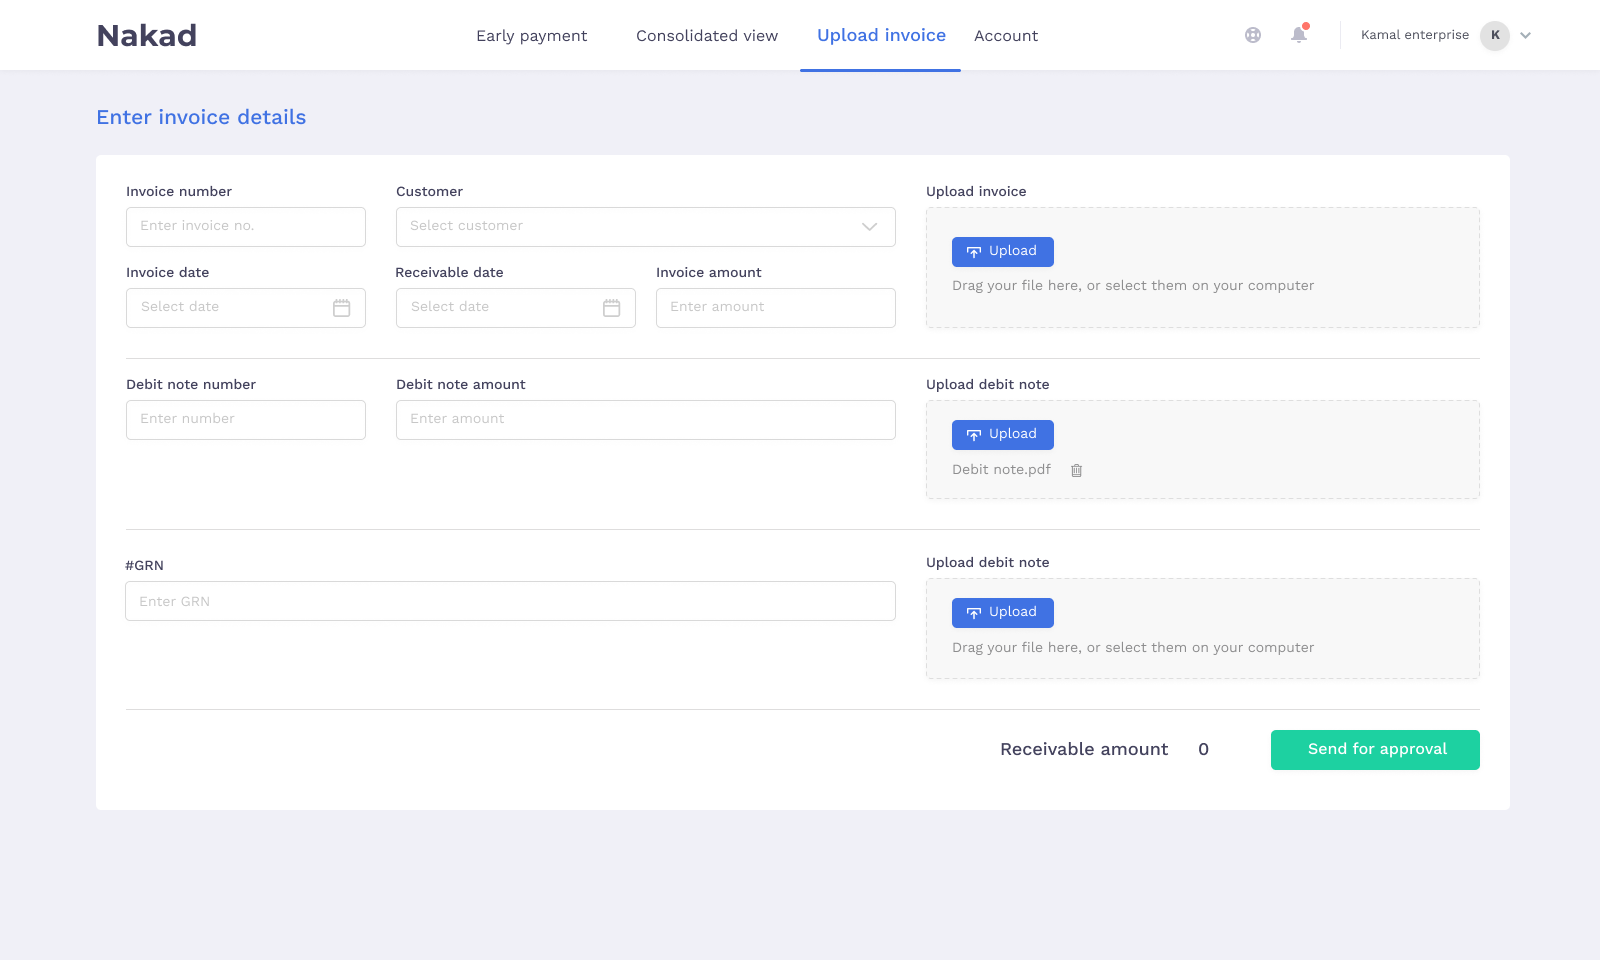 Nakad
Early payment
Consolidated view
Upload invoice
Account
Kamal enterprise
K
Enter invoice details
Invoice number
Enter invoice no.
Customer
Select customer
Invoice date
Select date
Receivable date
Select date
Invoice amount
Enter amount
Upload invoice
Upload
Drag your file here, or select them on your computer
Debit note number
Enter number
Debit note amount
Enter amount
Upload debit note
Upload
Debit note.pdf
#GRN
Enter GRN
Upload debit note
Upload
Drag your file here, or select them on your computer
Receivable amount 0
Send for approval